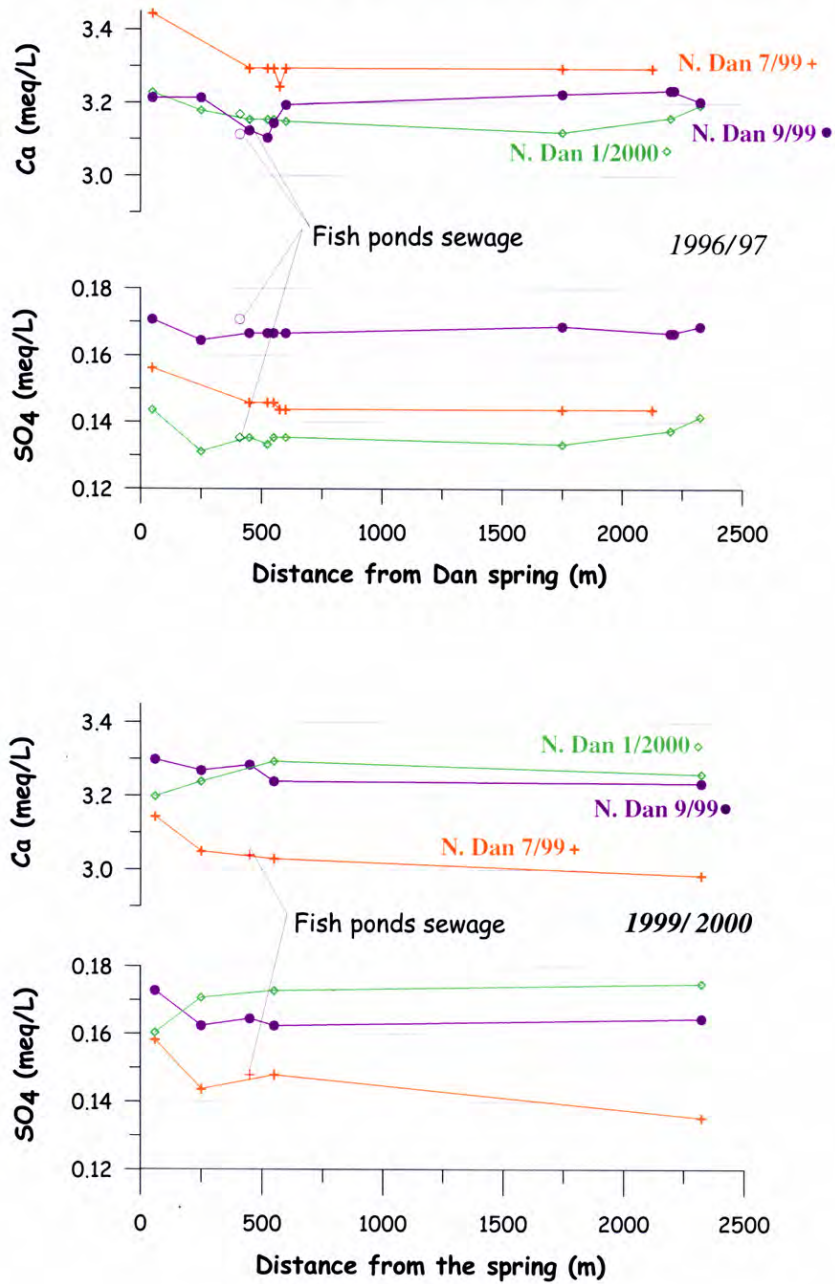 3.4
3.2
3.0
Ca (meq/L)
N. Dan 7/99 +
N. Dan 9/99
N. Dan 1/2000
Fish ponds sewage
1996/97
0.18
0.16
0.14
0.12
SO4 (meq/L)
0 500 1000 1500 2000 2500
Distance from Dan spring (m)
3.4
3.2
3.0
Ca (meq/L)
N. Dan 1/2000
N. Dan 9/99
N. Dan 7/99 +
Fish ponds sewage
1999/2000
0.18
0.16
0.14
0.12
SO4 (meq/L)
0 500 1000 1500 2000 2500
Distance from the spring (m)